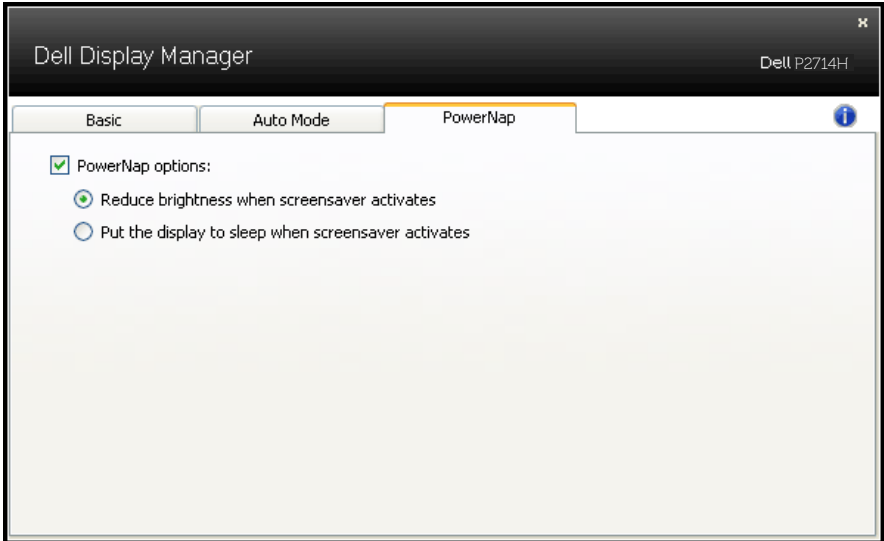 Dell Display Manager
Dell P2714H
Basic
Auto Mode
PowerNap
PowerNap options:
Reduce brightness when screensaver activates
Put the display to sleep when screensaver activates